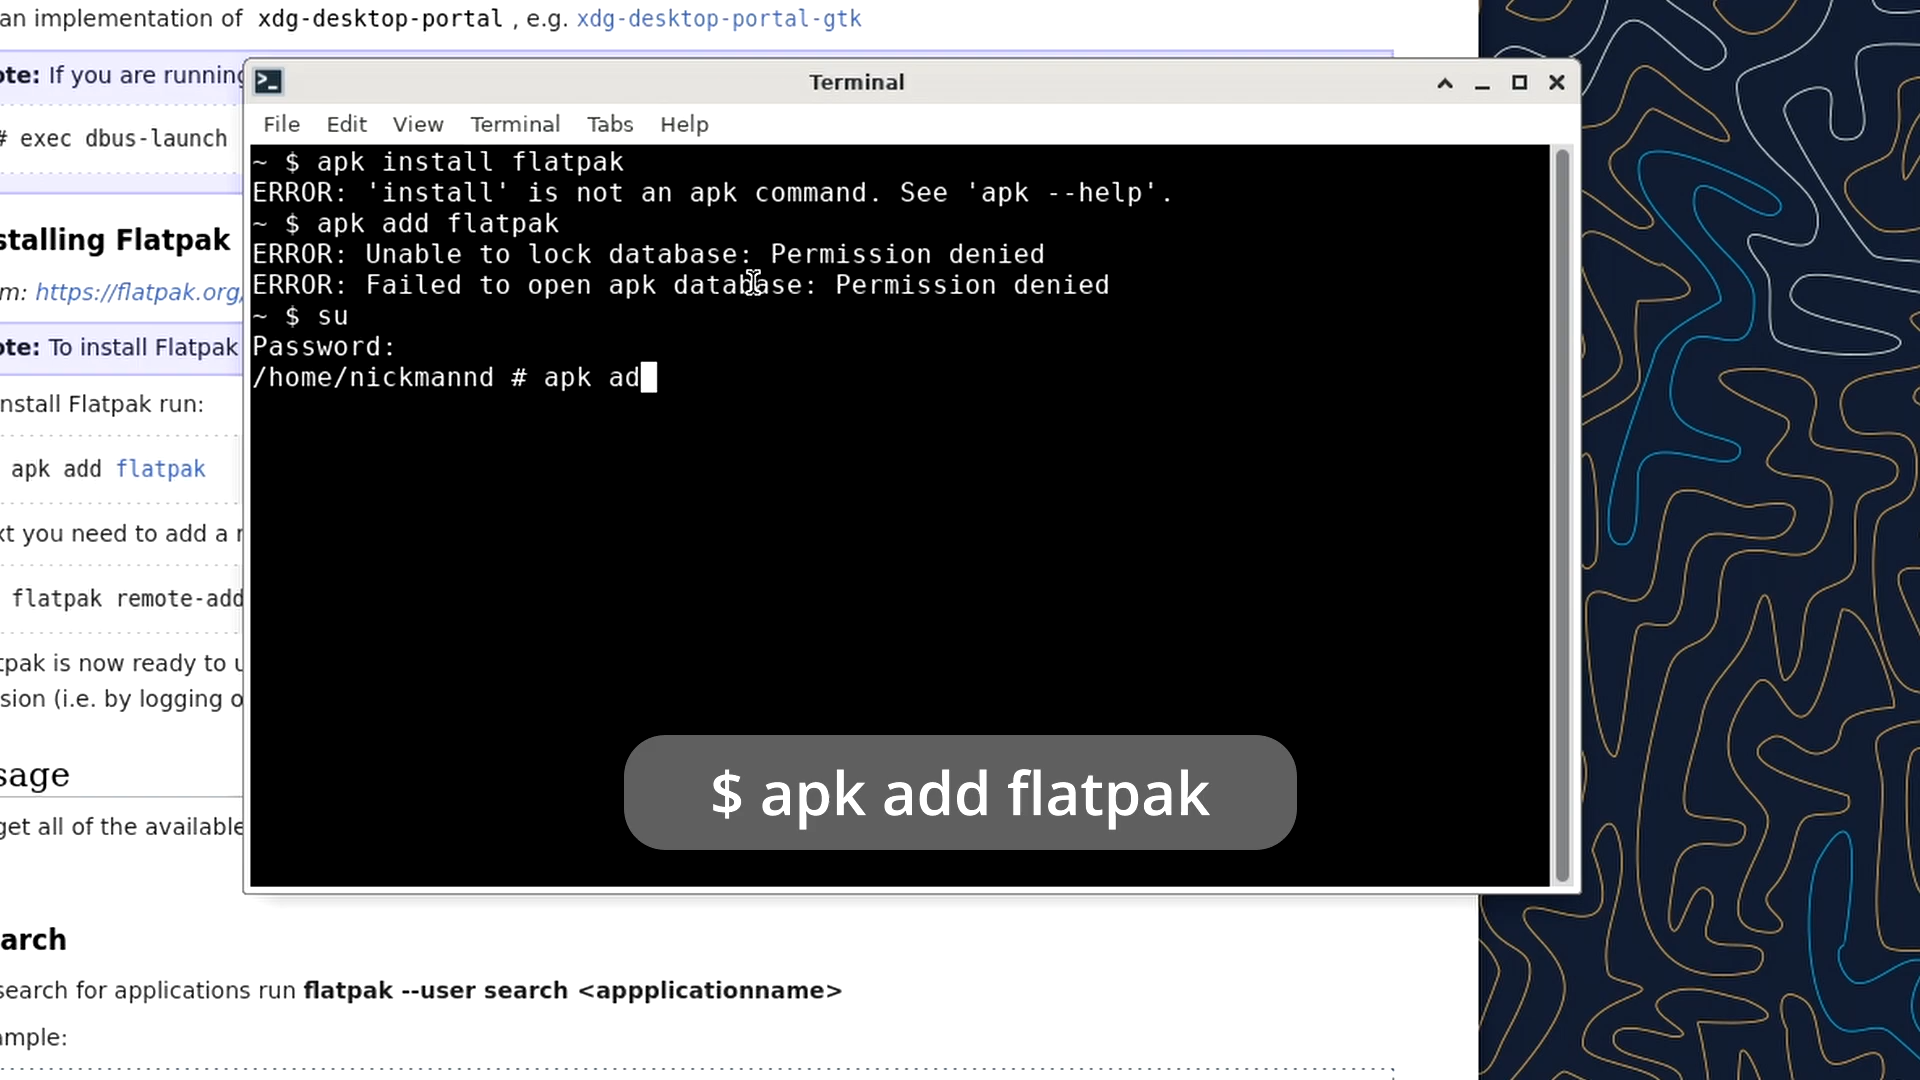 an implementation of xdg-desktop-portal , e.g. xdg-desktop-portal-gtk
ote: If you are running
# exec dbus-launch
stalling Flatpak
m: https://flatpak.org/
ote: To install Flatpak
nstall Flatpak run:
apk add flatpak
xt you need to add a r
flatpak remote-add
tpak is now ready to u
sion (i.e. by logging o
sage
get all of the available
Terminal
File Edit View Terminal Tabs Help
~ $ apk install flatpak
ERROR: 'install' is not an apk command. See 'apk --help'.
~ $ apk add flatpak
ERROR: Unable to lock database: Permission denied
ERROR: Failed to open apk database: Permission denied
~ $ su
Password:
/home/nickmannd # apk ad
$ apk add flatpak
arch
search for applications run flatpak --user search <appplicationname>
ample: